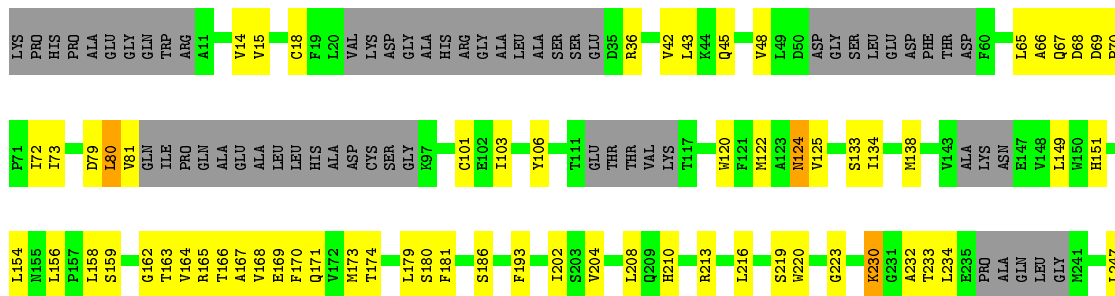 LYS PRO HIS PRO PRO ALA GLU GLY GLN TRP ARG A11 V14 V15 C18 F19 L20 VAL LYS ASP GLY ALA HIS ARG GLY ALA LEU ALA SER SER GLU D35 R36 V42 L43 K44 Q45 V48 L49 D50 ASP GLY SER LEU GLU ASP PHE THR ASP F60 L65 A66 Q67 D68 D69
P71 I72 I73 D79 L80 V81 GLN ILE PRO GLN ALA GLU ALA LEU LEU HIS ALA ASP CYS SER GLY K97 C101 E102 I103 Y106 T111 GLU THR THR VAL LYS T117 W120 F121 M122 A123 N124 V125 S133 I134 M138 V143 ALA LYS ASN E147 V148 L149 W150 H151
L154 N155 L156 P157 L158 S159 G162 T163 V164 R165 T166 A167 V168 E169 F170 Q171 V172 M173 T174 L179 S180 F181 S186 F193 I202 S203 V204 L208 Q209 H210 R213 L216 S219 W220 G223 K230 G231 A232 T233 L234 E235 PRO ALA GLN LEU GLY M241